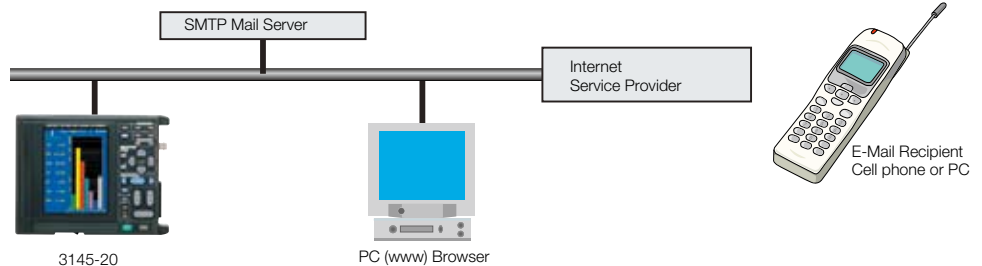 SMTP Mail Server
Internet
Service Provider
E-Mail Recipient
Cell phone or PC
3145-20
PC (www) Browser